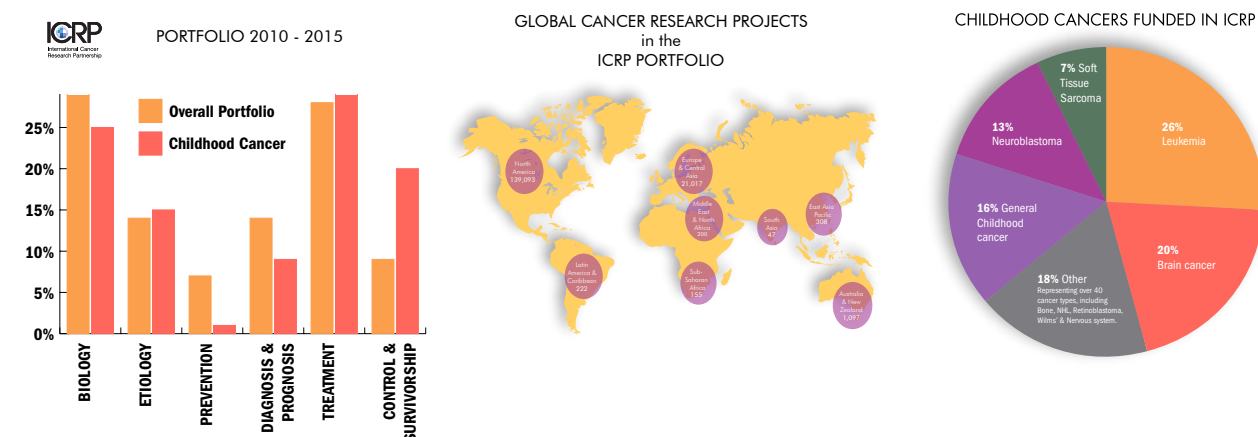 ICRP
International Cancer
Research Partnership
PORTFOLIO 2010 - 2015
25%
20%
15%
10%
5%
0%
Overall Portfolio
Childhood Cancer
BIOLOGY
ETIOLOGY
PREVENTION
DIAGNOSIS &
PROGNOSIS
TREATMENT
CONTROL &
SURVIVORSHIP
GLOBAL CANCER RESEARCH PROJECTS
in the
ICRP PORTFOLIO
North
America
139,093
Europe
& Central
Asia
21,017
Middle
East
& North
Africa
East Asia
Pacific
308
South
Asia
47
Latin
America &
Caribbean
222
Sub-
Saharan
Africa
155
Australia
& New
Zealand
1,097
CHILDHOOD CANCERS FUNDED IN ICRP
7% Soft
Tissue
Sarcoma
26%
Leukemia
13%
Neuroblastoma
16% General
Childhood
cancer
20%
Brain cancer
18% Other
Representing over 40
cancer types, including
Bone, NHL, Retinoblastoma,
Wilms' & Nervous system.